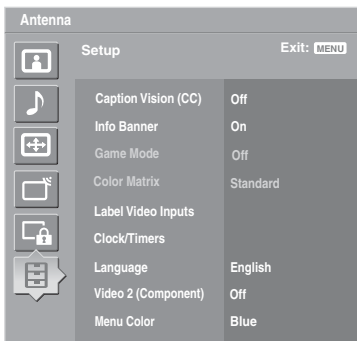 Antenna
Setup Exit: MENU
Caption Vision (CC) Off
Info Banner On
Game Mode Off
Color Matrix Standard
Label Video Inputs
Clock/Timers
Language English
Video 2 (Component) Off
Menu Color Blue